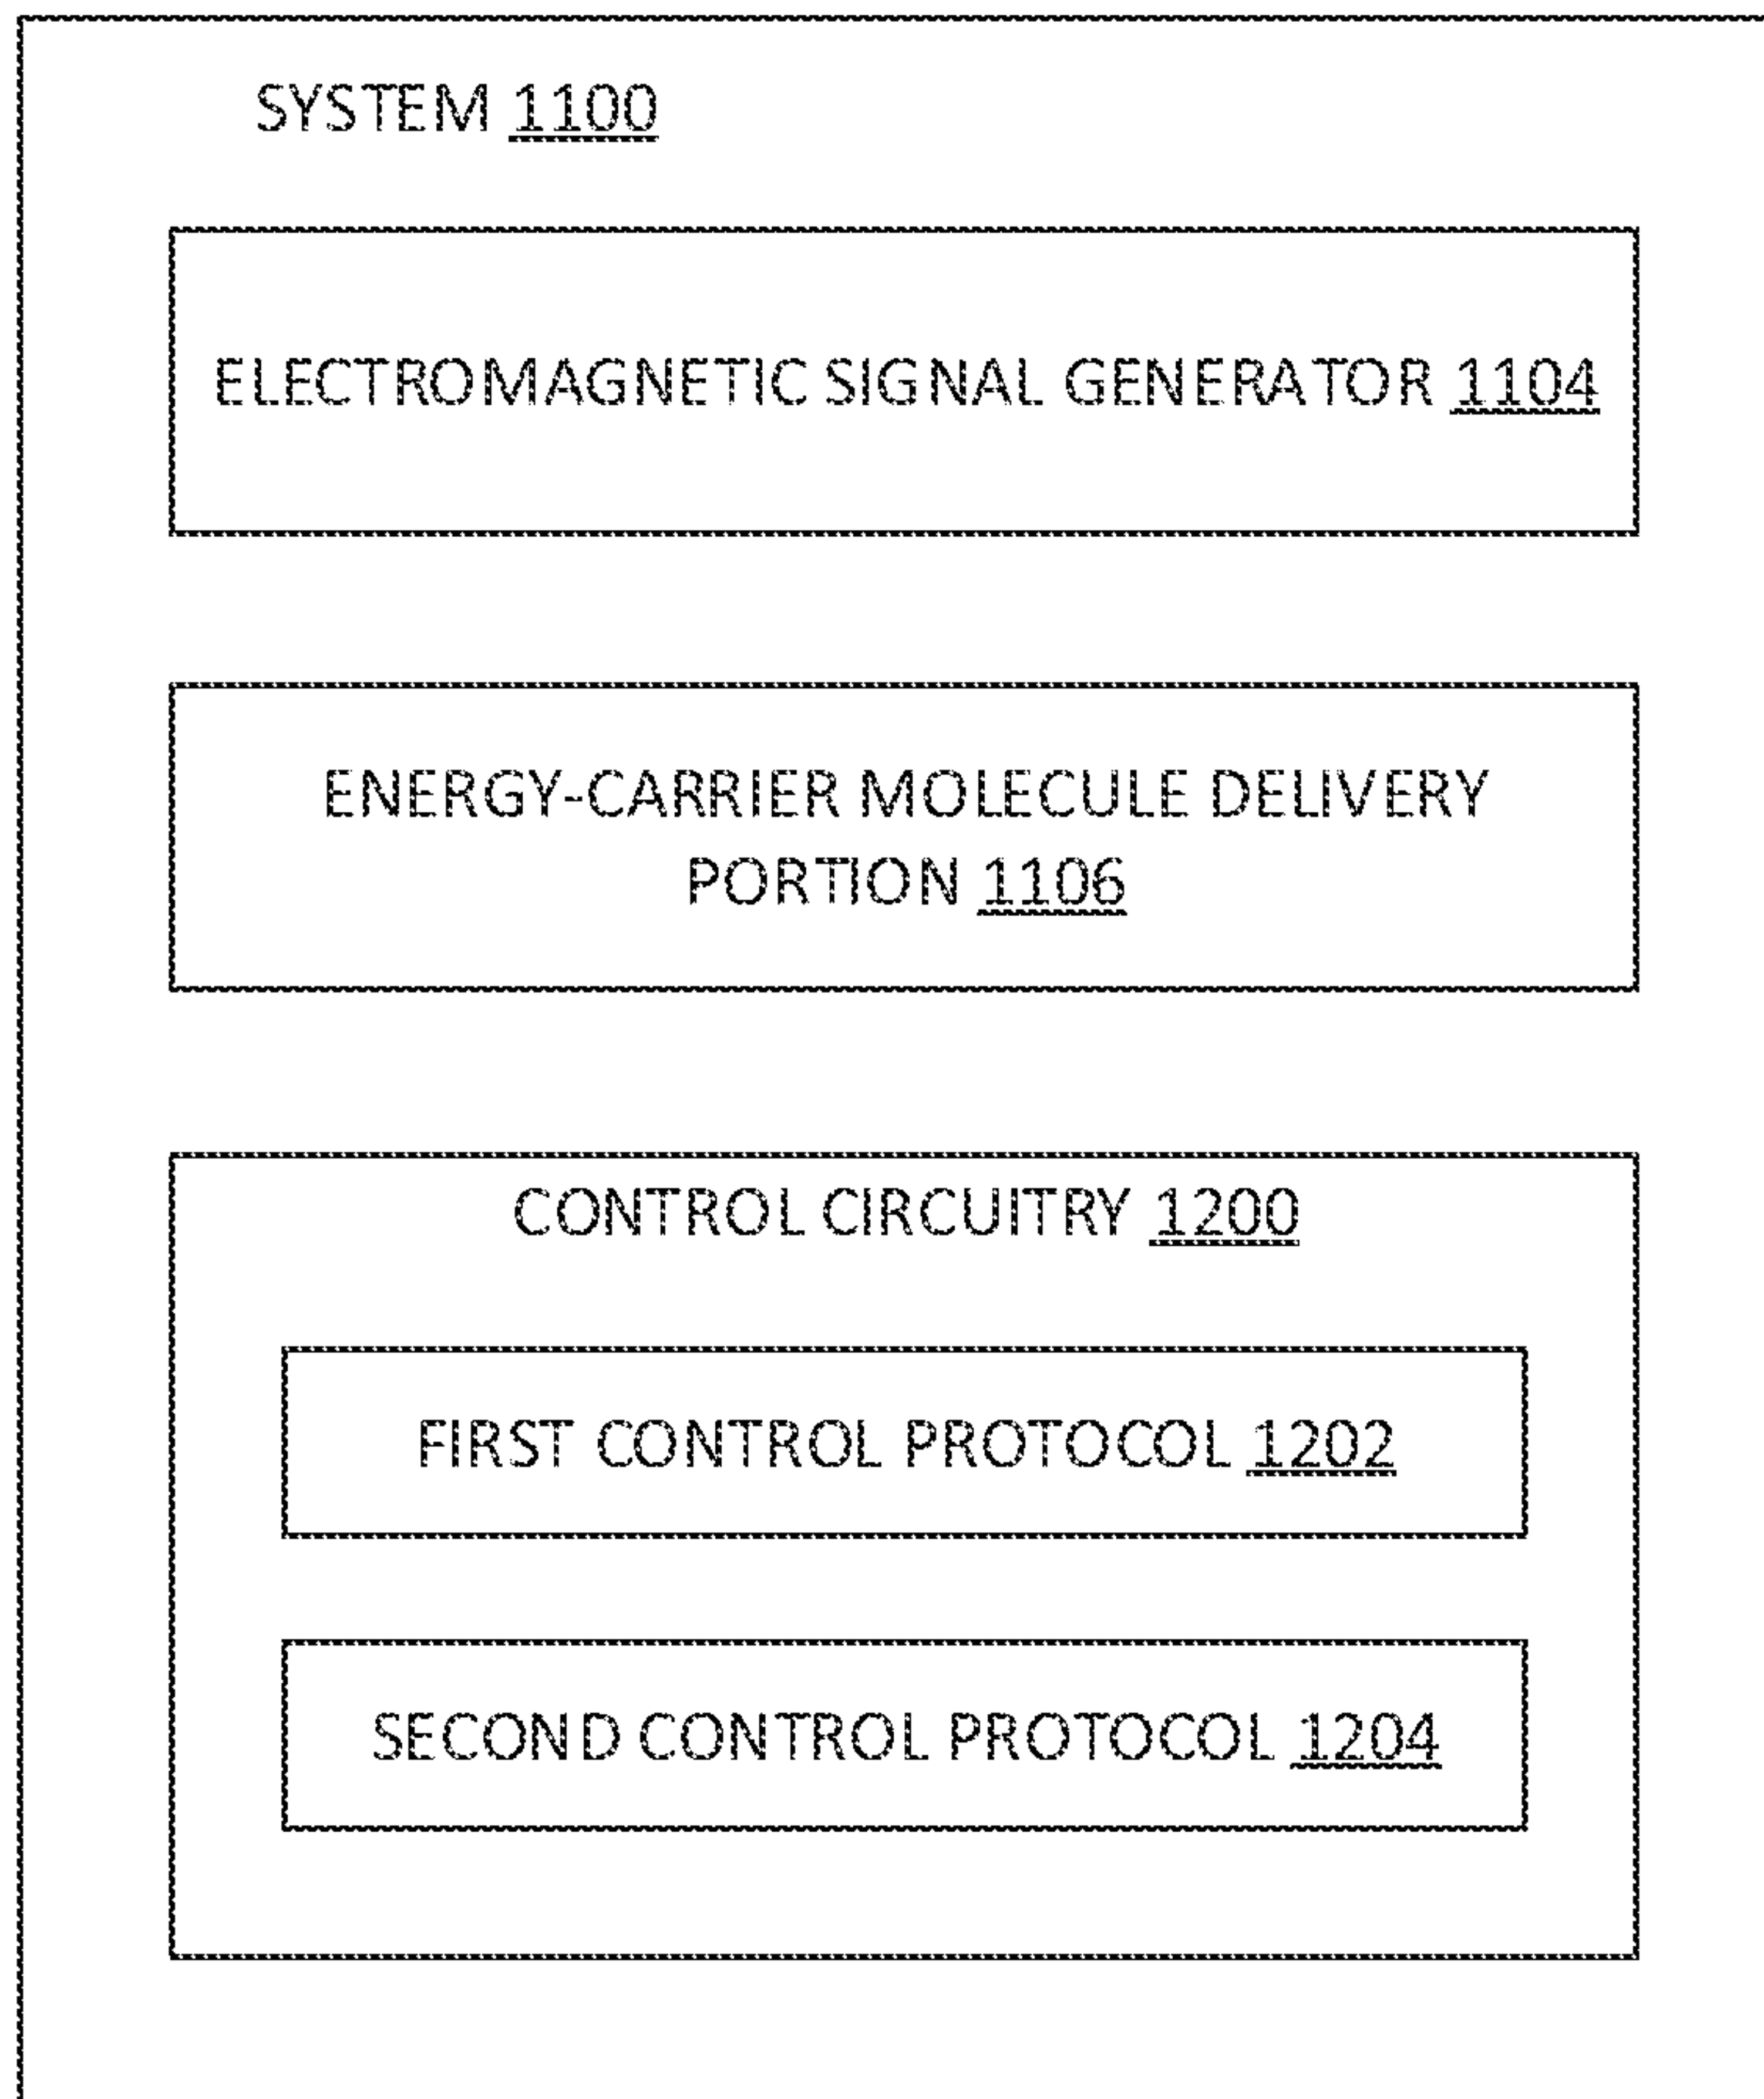 SYSTEM 1100
ELECTROMAGNETIC SIGNAL GENERATOR 1104
ENERGY-CARRIER MOLECULE DELIVERY
PORTION 1106
CONTROL CIRCUITRY 1200
FIRST CONTROL PROTOCOL 1202
SECOND CONTROL PROTOCOL 1204